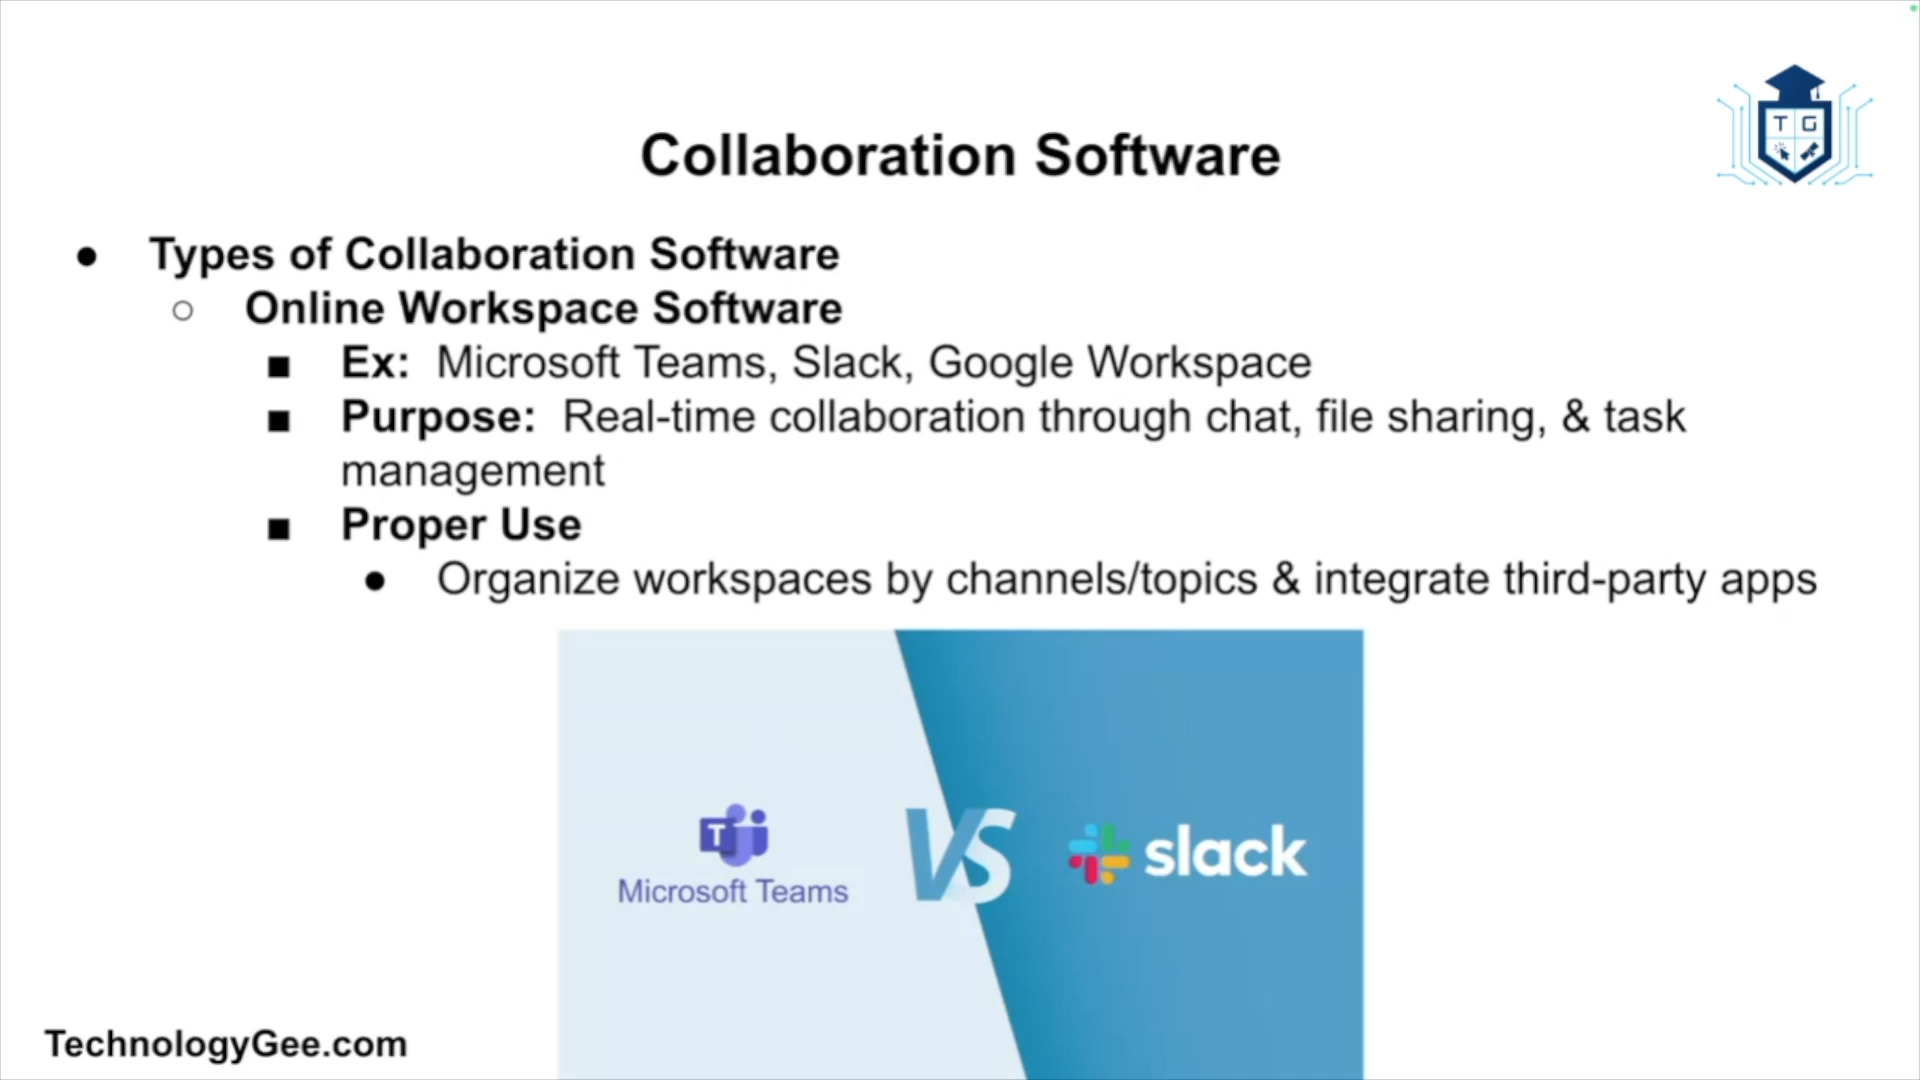 T G
Collaboration Software
● Types of Collaboration Software
○ Online Workspace Software
■ Ex: Microsoft Teams, Slack, Google Workspace
■ Purpose: Real-time collaboration through chat, file sharing, & task
management
■ Proper Use
● Organize workspaces by channels/topics & integrate third-party apps
T
Microsoft Teams
VS
slack
TechnologyGee.com